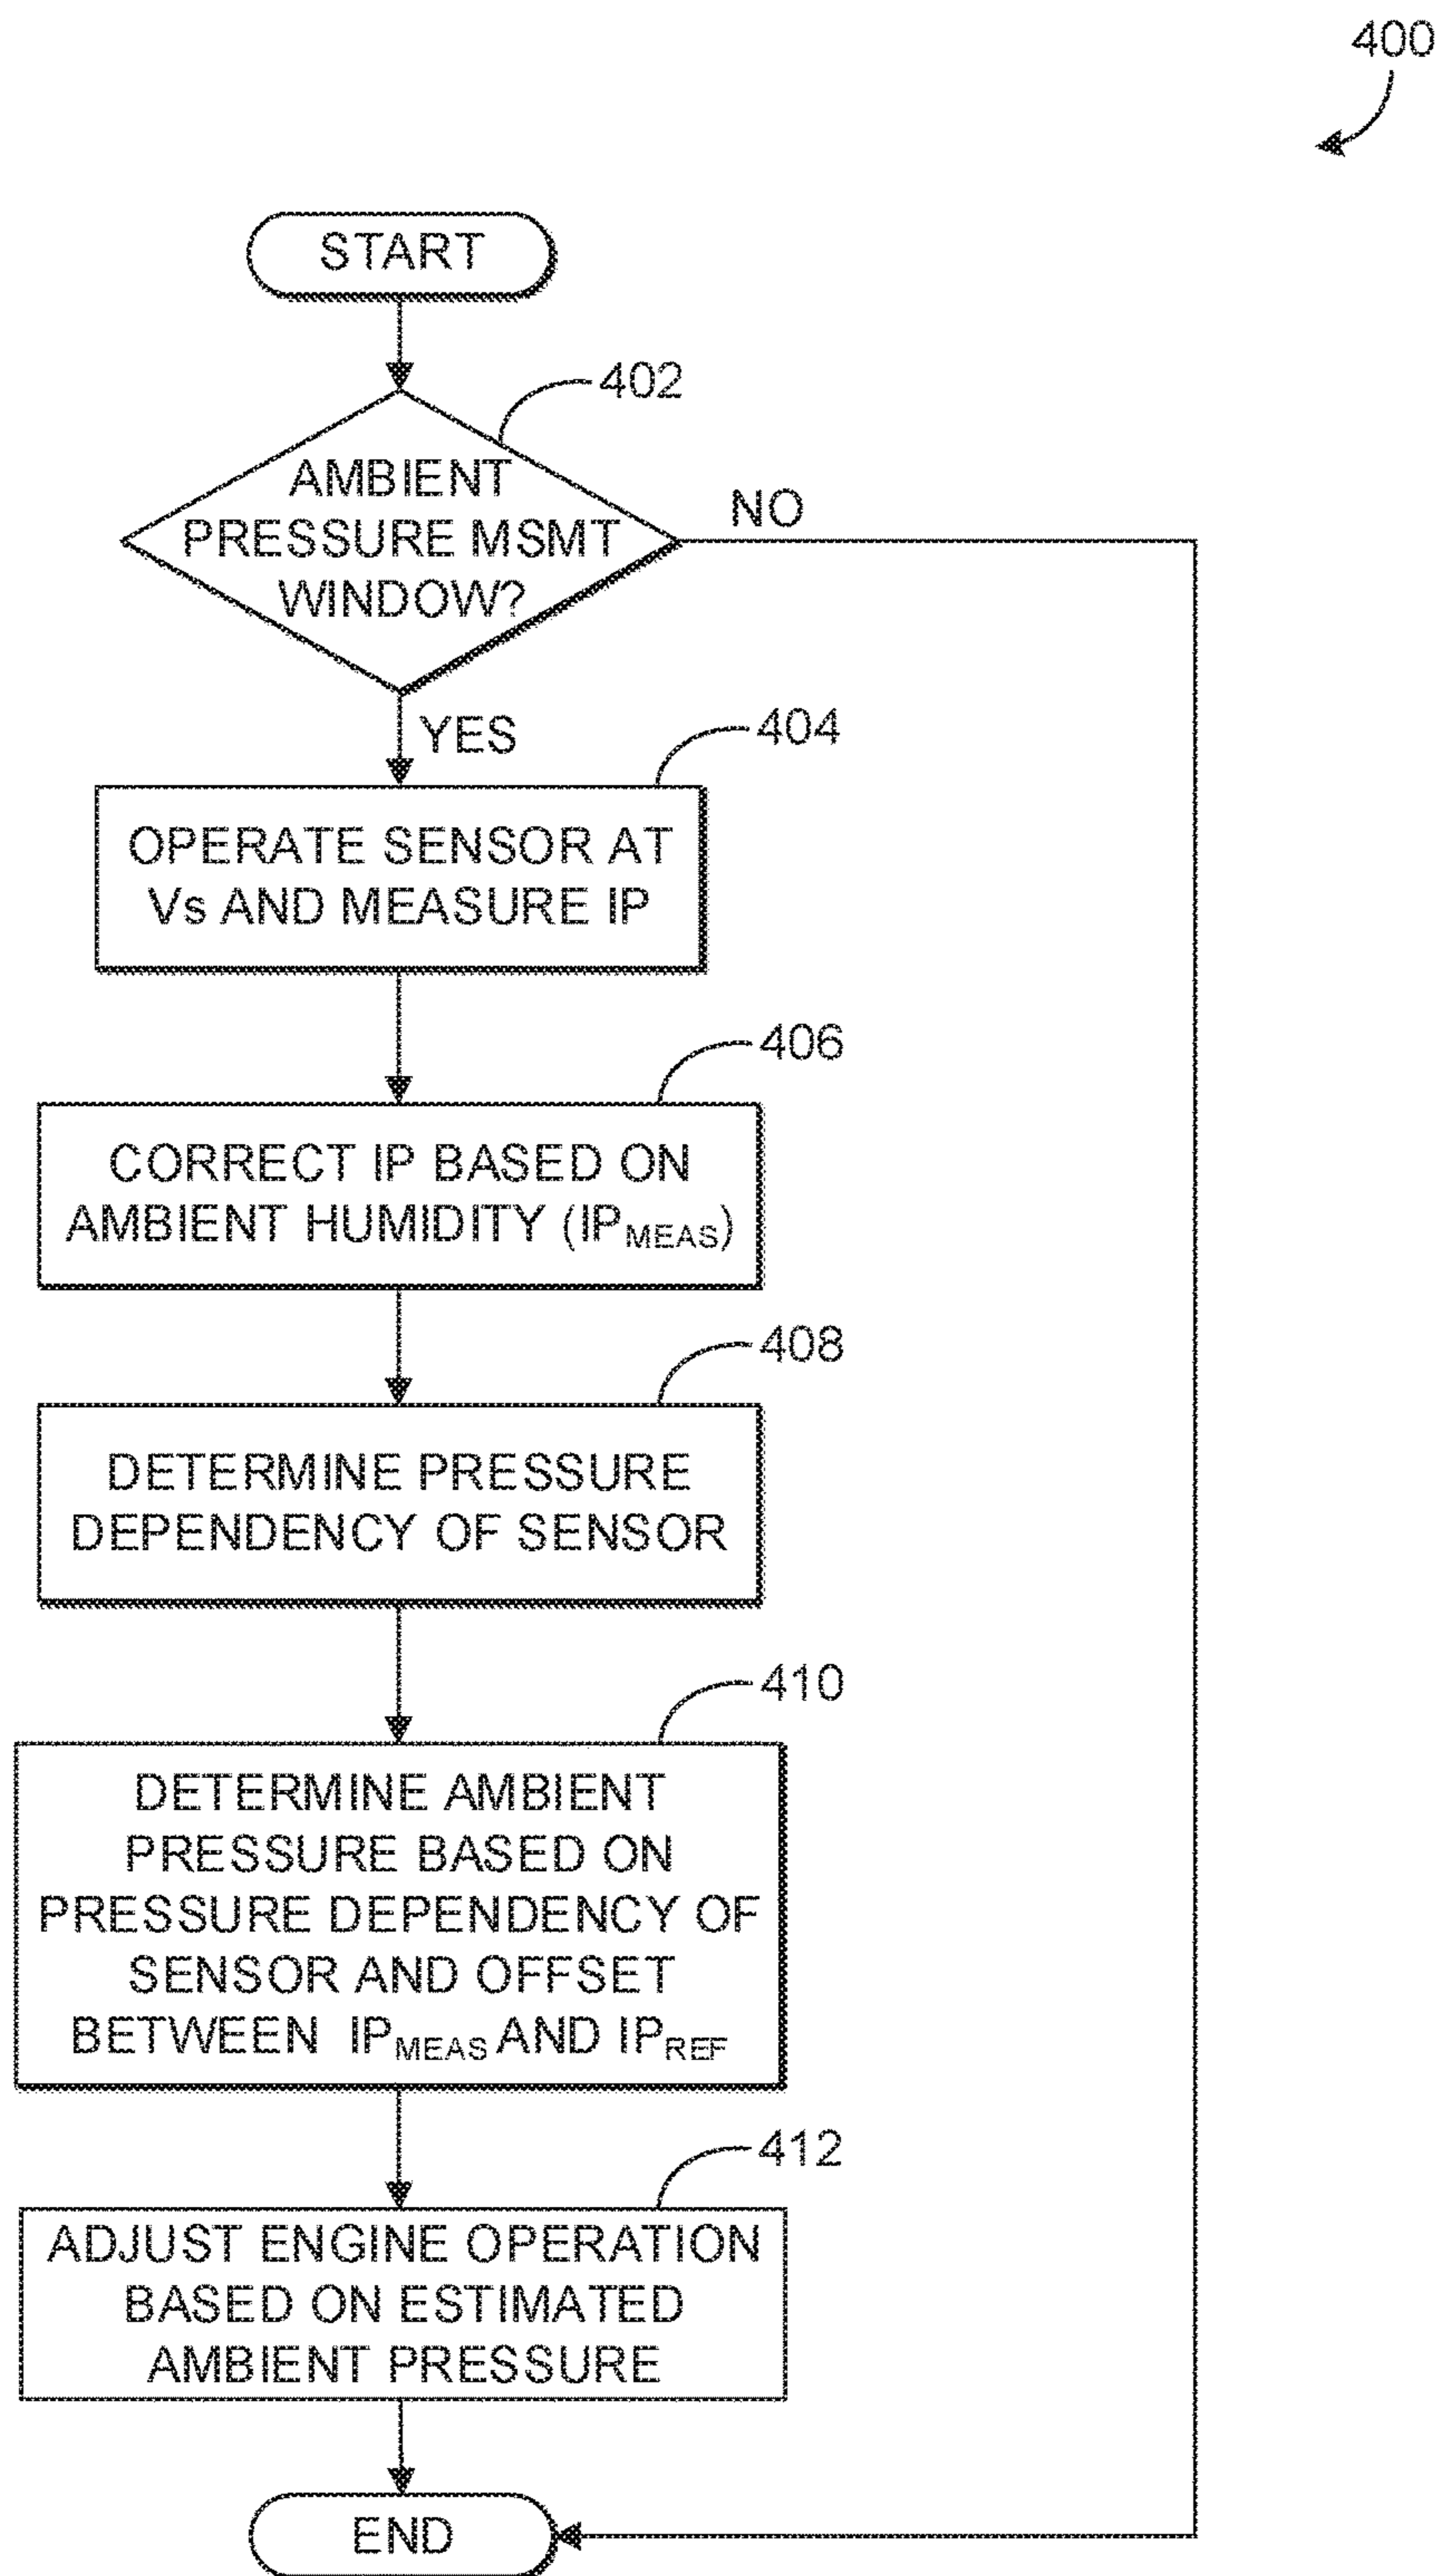 400
START
402
AMBIENT
PRESSURE MSMT
WINDOW?
NO
YES
404
OPERATE SENSOR AT
Vs AND MEASURE IP
406
CORRECT IP BASED ON
AMBIENT HUMIDITY (IPMEAS)
408
DETERMINE PRESSURE
DEPENDENCY OF SENSOR
410
DETERMINE AMBIENT
PRESSURE BASED ON
PRESSURE DEPENDENCY OF
SENSOR AND OFFSET
BETWEEN IPMEAS AND IPREF
412
ADJUST ENGINE OPERATION
BASED ON ESTIMATED
AMBIENT PRESSURE
END